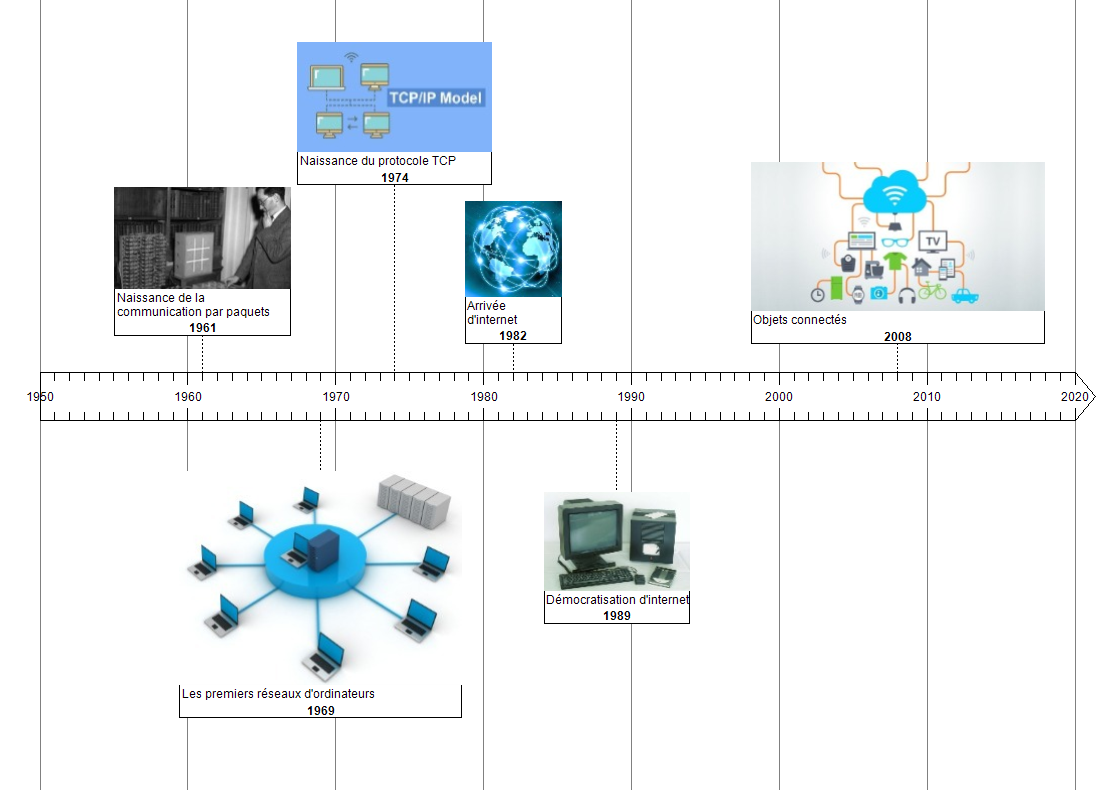 TCP/IP Model
Naissance du protocole TCP
1974
Naissance de la
communication par paquets
1961
Arrivée
d'internet
1982
TV
Objets connectés
2008
1950 1960 1970 1980 1990 2000 2010 2020
Les premiers réseaux d'ordinateurs
1969
Démocratisation d'internet
1989